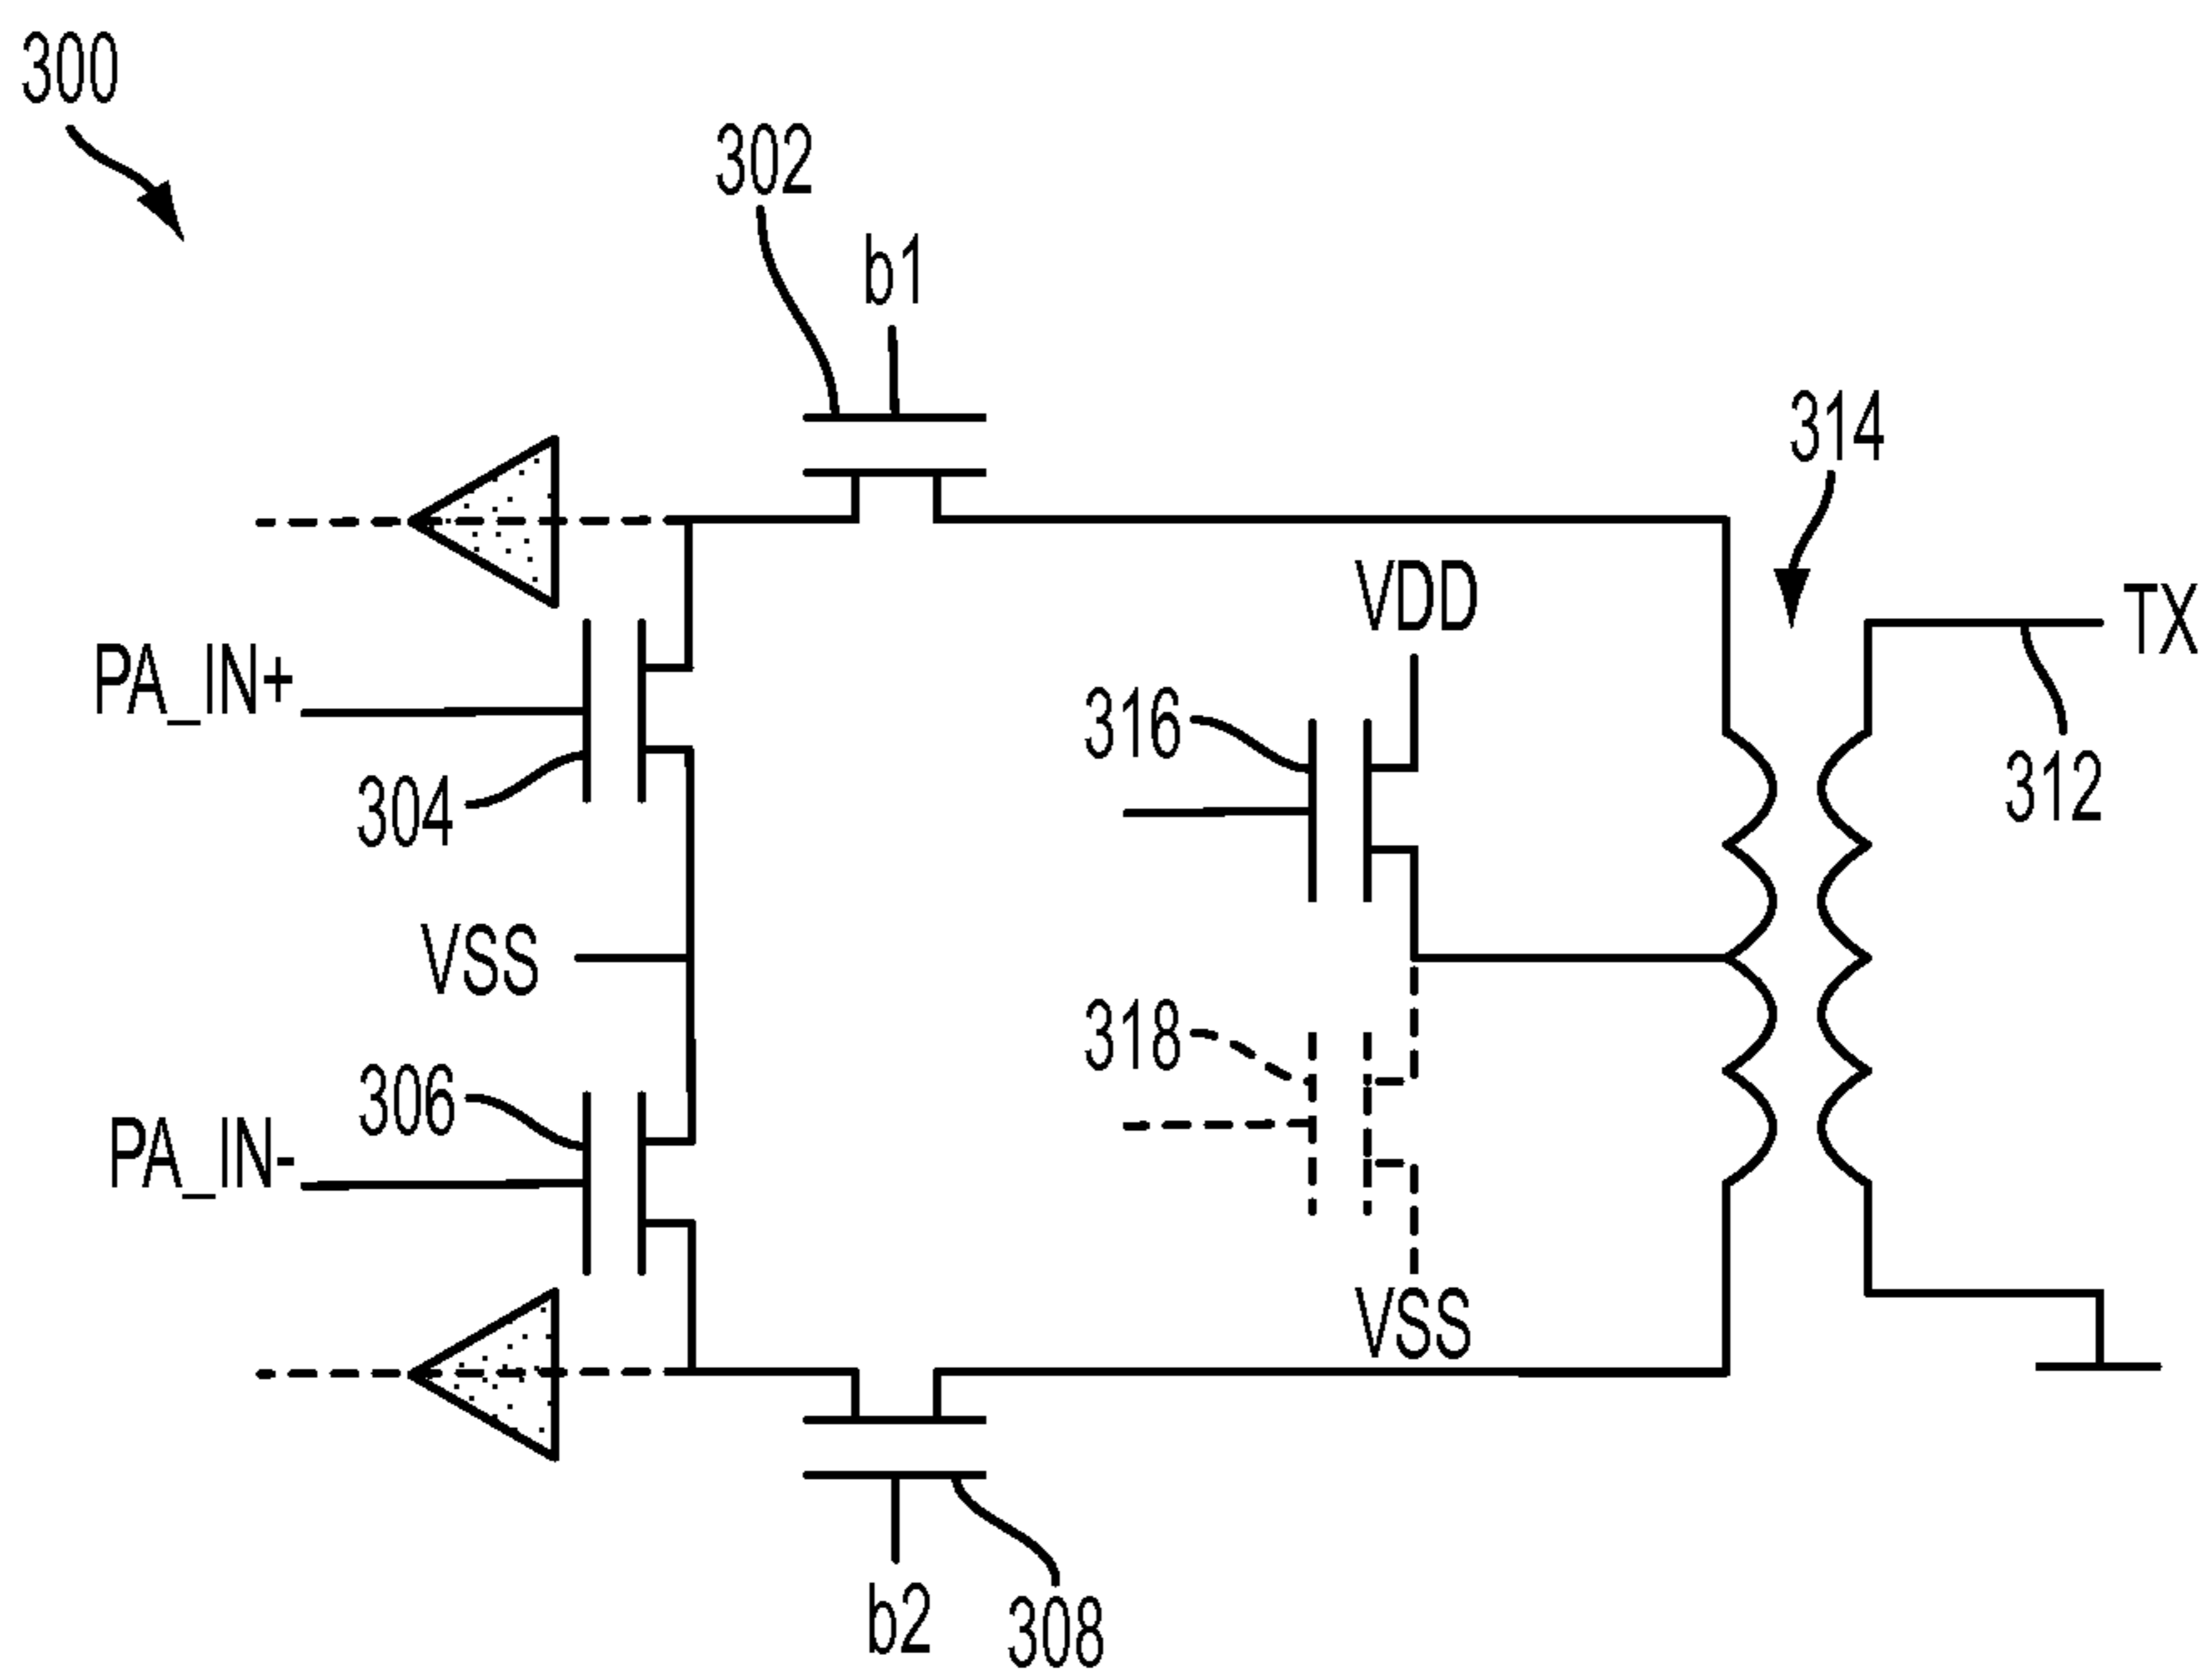 300
302
b1
314
VDD
TX
PA_IN+
316
312
304
VSS
318
306
PA_IN-
VSS
b2
308